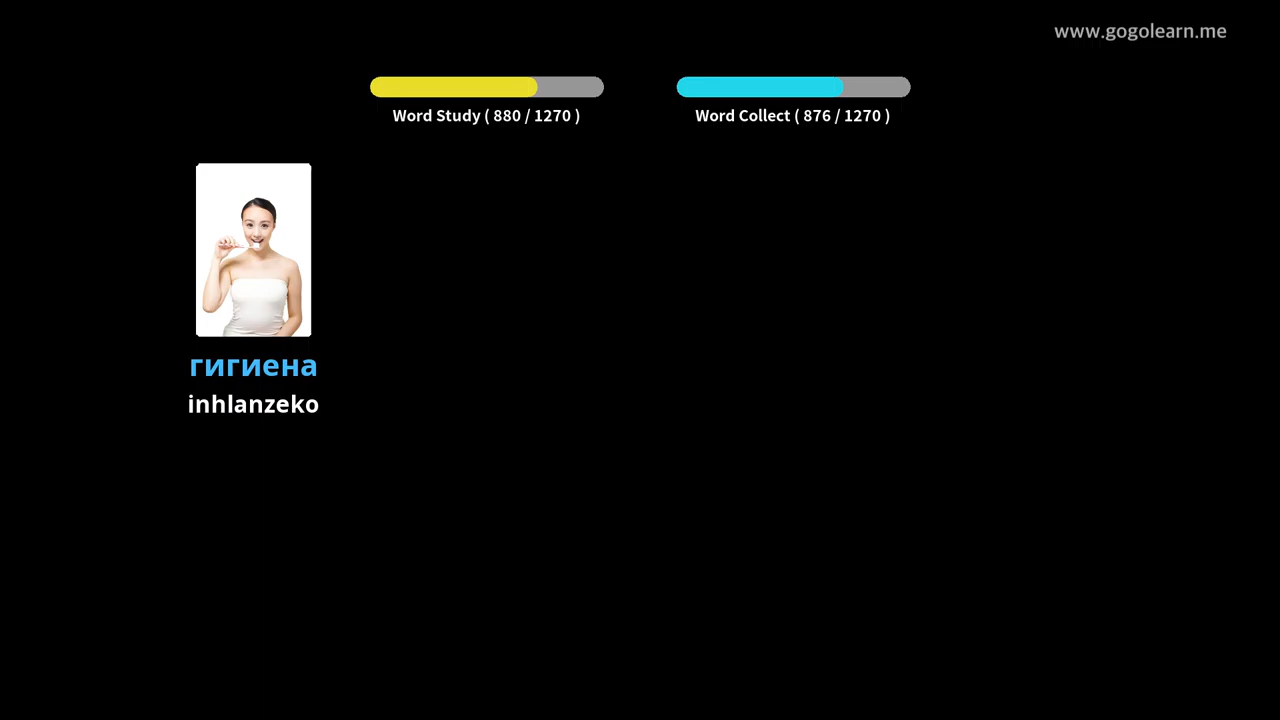 www.gogolearn.me
Word Study ( 880 / 1270 )
Word Collect ( 876 / 1270 )
гигиена
inhlanzeko